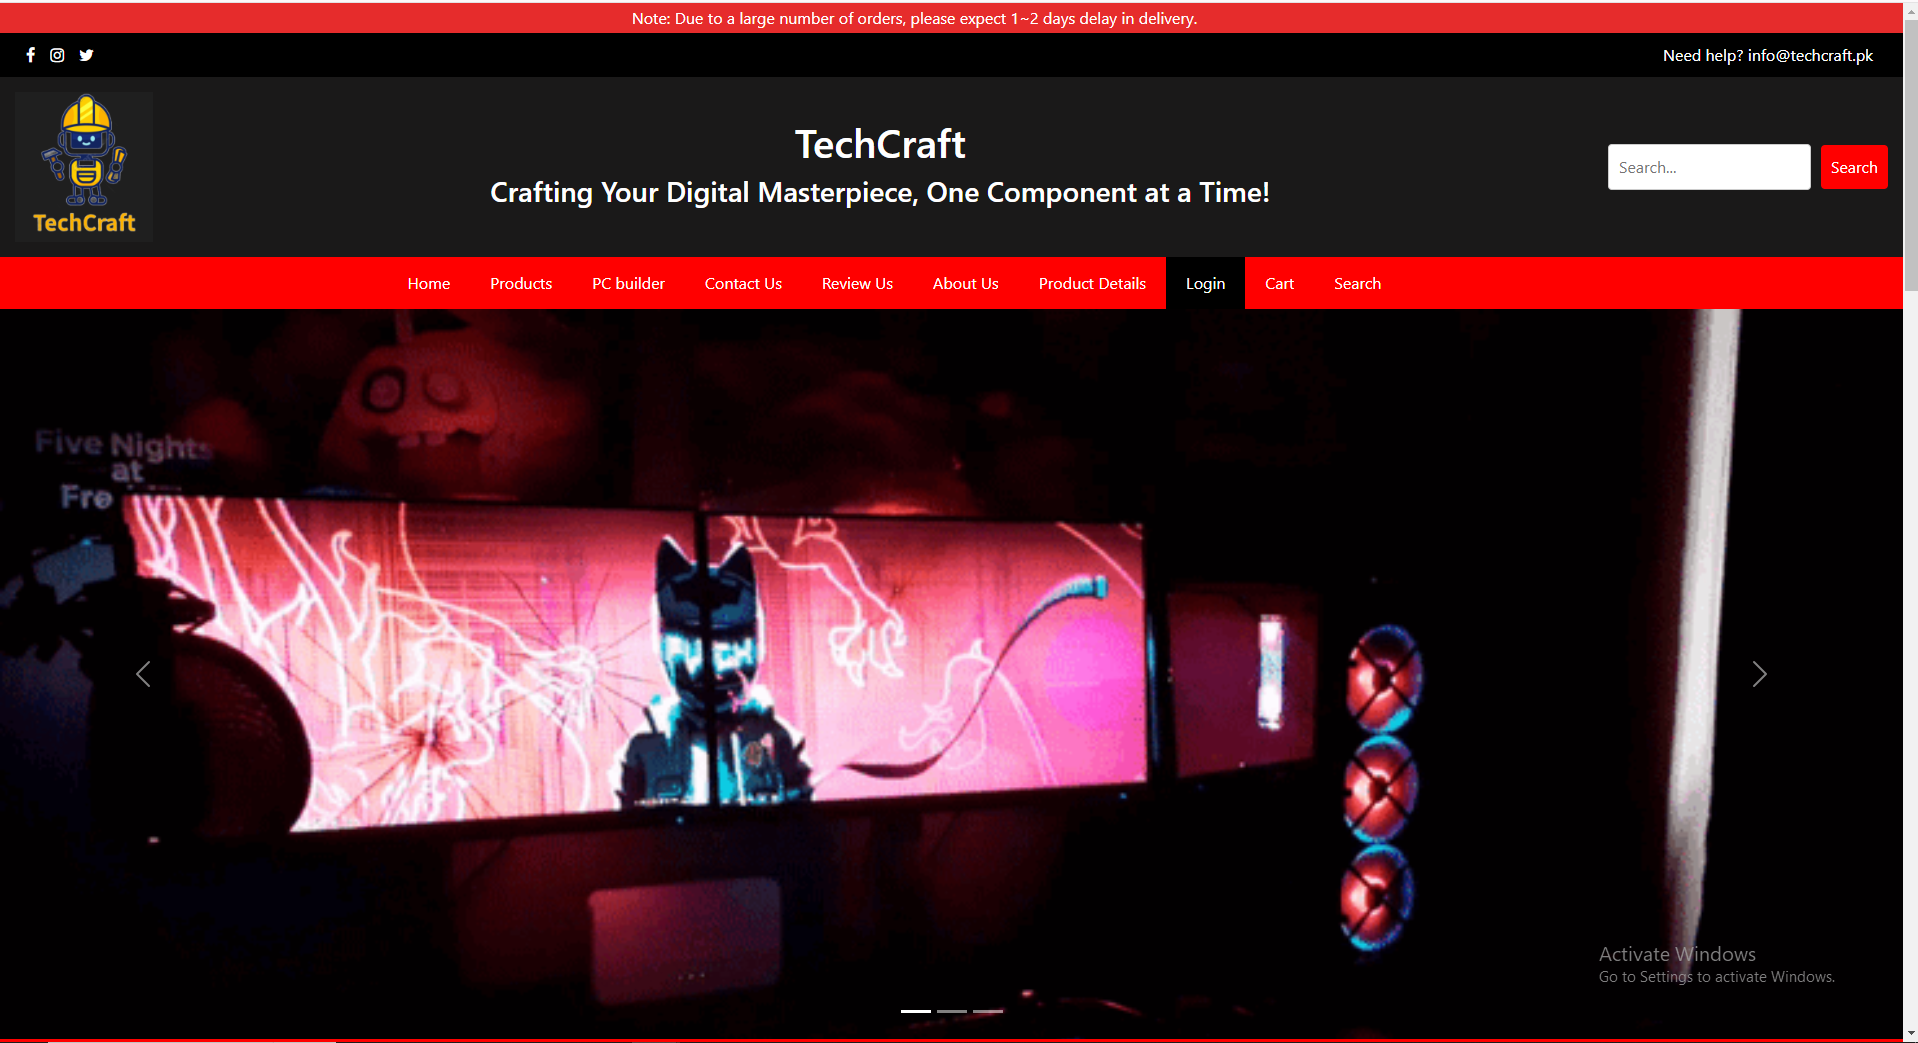 Note: Due to a large number of orders, please expect 1~2 days delay in delivery.
Need help? info@techcraft.pk
TechCraft
TechCraft
Crafting Your Digital Masterpiece, One Component at a Time!
Search...
Search
Home
Products
PC builder
Contact Us
Review Us
About Us
Product Details
Login
Cart
Search
Five Nights
at
Fre
Activate Windows
Go to Settings to activate Windows.